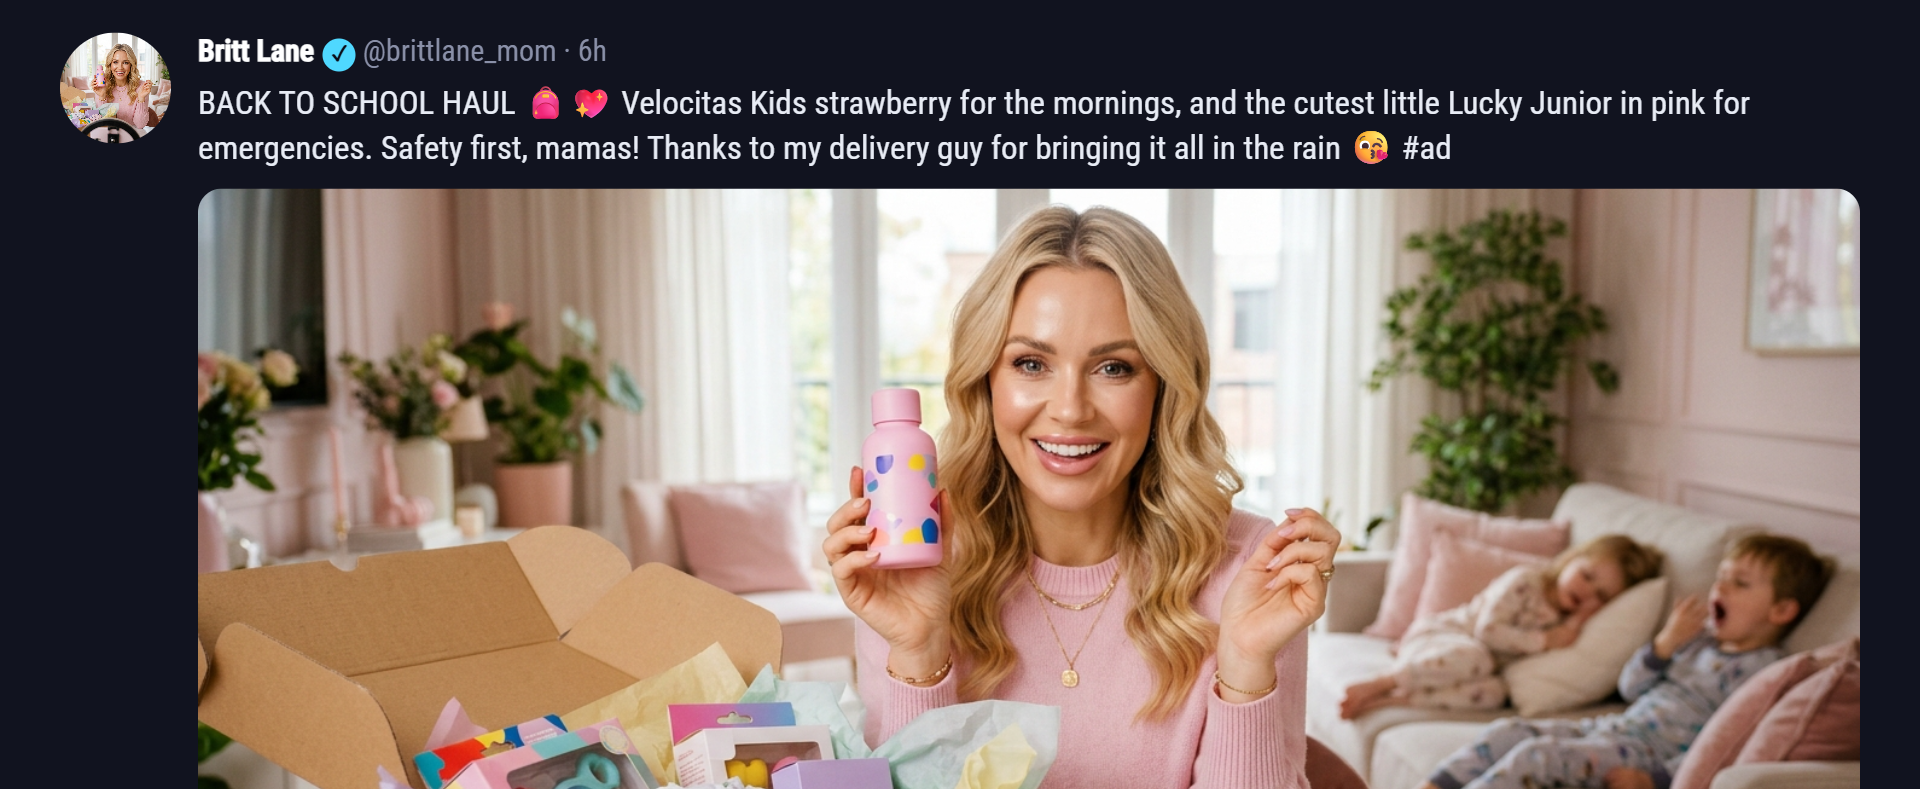 Britt Lane @brittlane_mom · 6h
BACK TO SCHOOL HAUL 🎒 💖 Velocitas Kids strawberry for the mornings, and the cutest little Lucky Junior in pink for
emergencies. Safety first, mamas! Thanks to my delivery guy for bringing it all in the rain 😘 #ad